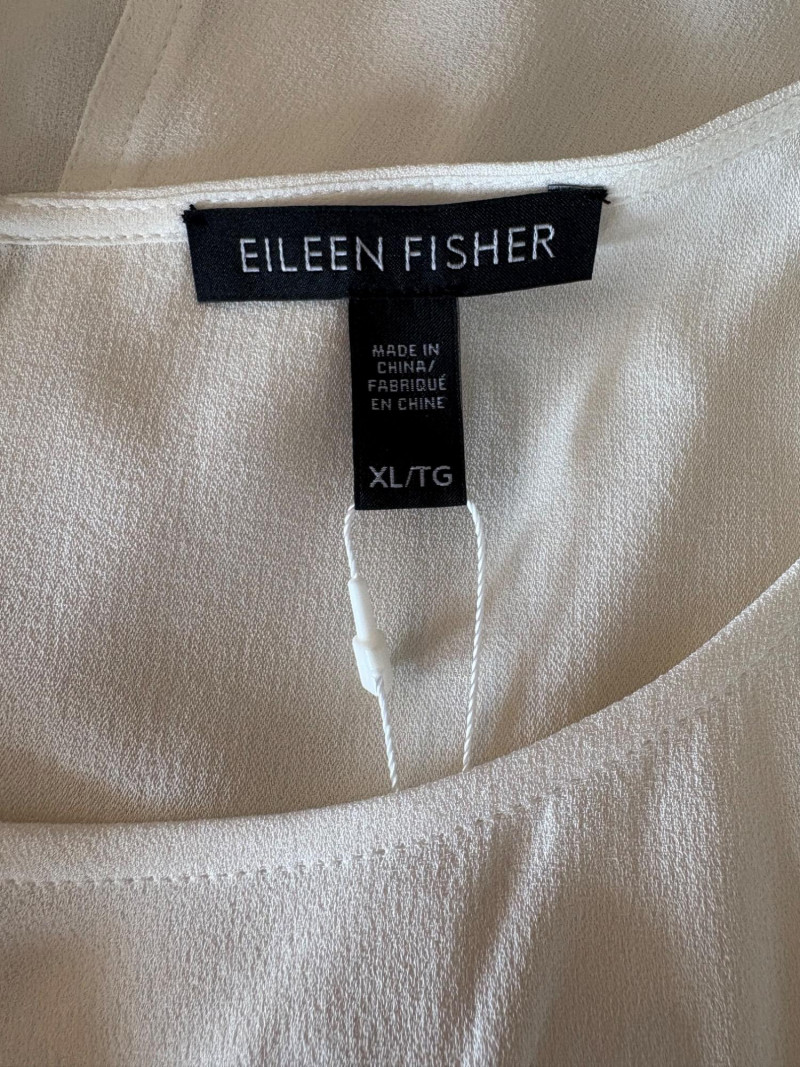 EILEEN FISHER
MADE IN
CHINA/
FABRIQUÉ
EN CHINE
XL/TG